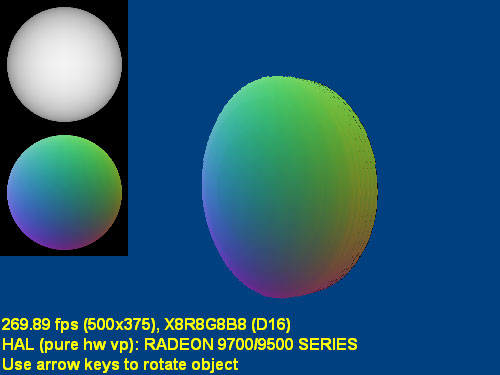 269.89 fps (500x375), X8R8G8B8 (D16)
HAL (pure hw vp): RADEON 9700/9500 SERIES
Use arrow keys to rotate object